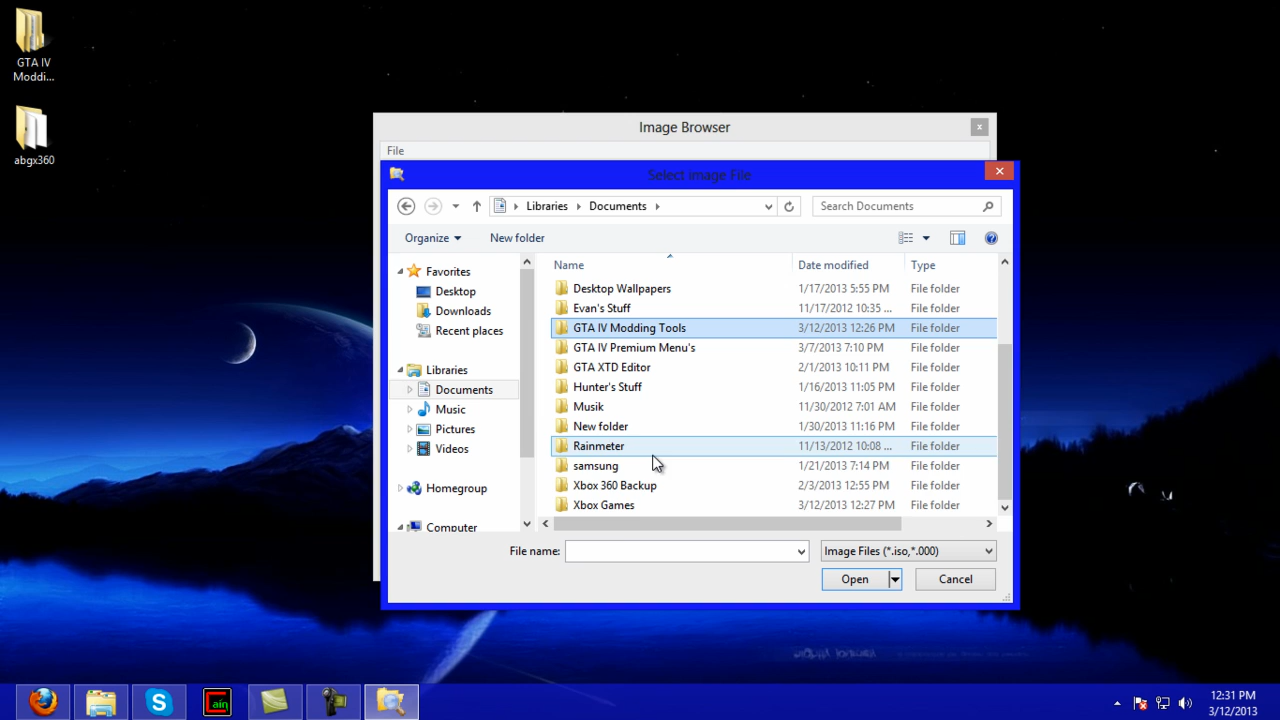 GTA IV
Moddi...
abgx360
Image Browser
x
File
Select Image File
Libraries
Documents
Search Documents
Organize
New folder
Name
Date modified
Type
Favorites
Desktop
Downloads
Recent places
Libraries
Documents
Music
Pictures
Videos
Homegroup
Computer
Desktop Wallpapers 1/17/2013 5:55 PM File folder
Evan's Stuff 11/17/2012 10:35 ... File folder
GTA IV Modding Tools 3/12/2013 12:26 PM File folder
GTA IV Premium Menu's 3/7/2013 7:10 PM File folder
GTA XTD Editor 2/1/2013 10:11 PM File folder
Hunter's Stuff 1/16/2013 11:05 PM File folder
Musik 11/30/2012 7:01 AM File folder
New folder 1/30/2013 11:16 PM File folder
Rainmeter 11/13/2012 10:08 ... File folder
samsung 1/21/2013 7:14 PM File folder
Xbox 360 Backup 2/3/2013 12:55 PM File folder
Xbox Games 3/12/2013 12:27 PM File folder
File name:
Image Files (*.iso,*.000)
Open
Cancel
Cain
12:31 PM
3/12/2013